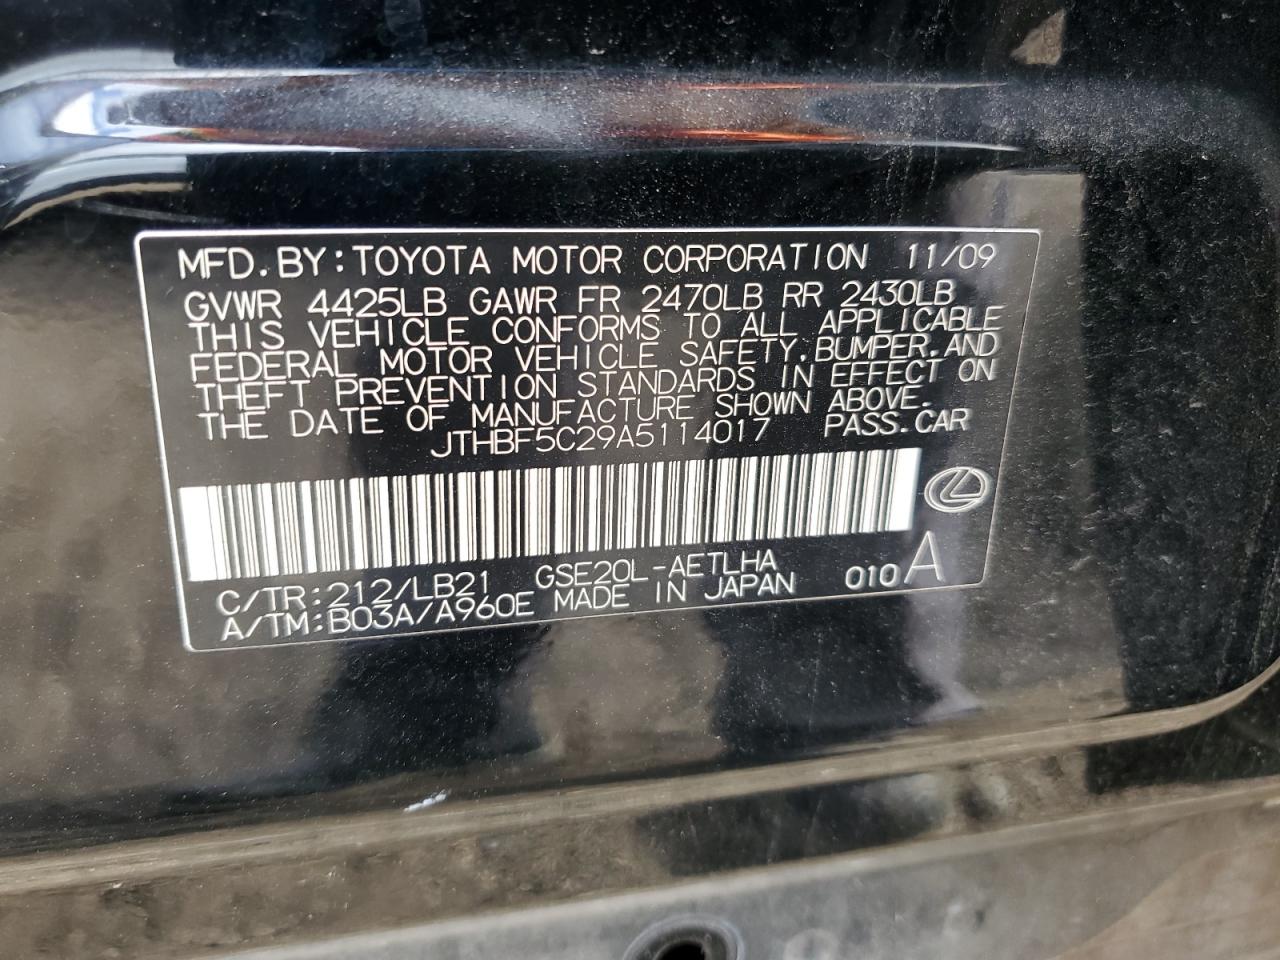 MFD.BY:TOYOTA MOTOR CORPORATION 11/09
GVWR 4425LB GAWR FR 2470LB RR 2430LB
THIS VEHICLE CONFORMS TO ALL APPLICABLE
FEDERAL MOTOR VEHICLE SAFETY,BUMPER,AND
THEFT PREVENTION STANDARDS IN EFFECT ON
THE DATE OF MANUFACTURE SHOWN ABOVE.
JTHBF5C29A5114017 PASS.CAR
C/TR:212/LB21 GSE20L-AETLHA
A/TM:B03A/A960E MADE IN JAPAN 010A